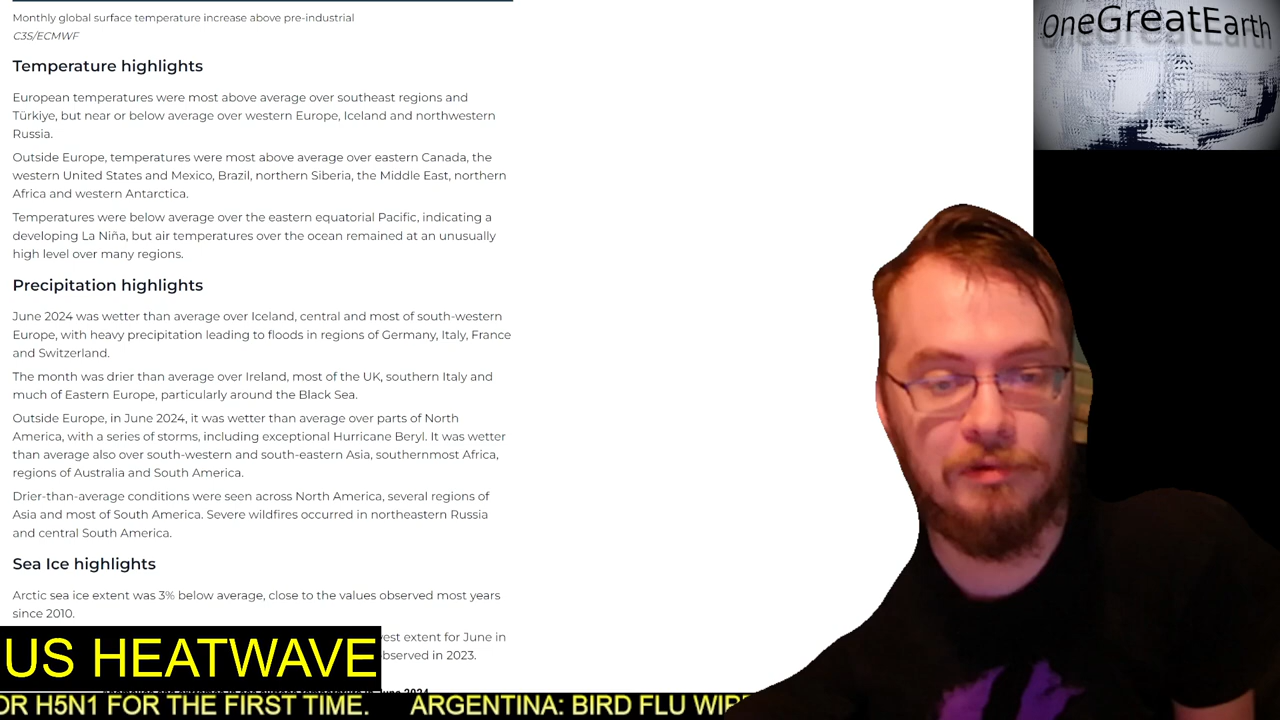 Monthly global surface temperature increase above pre-industrial
C3S/ECMWF
Temperature highlights
European temperatures were most above average over southeast regions and
Türkiye, but near or below average over western Europe, Iceland and northwestern
Russia.
Outside Europe, temperatures were most above average over eastern Canada, the
western United States and Mexico, Brazil, northern Siberia, the Middle East, northern
Africa and western Antarctica.
Temperatures were below average over the eastern equatorial Pacific, indicating a
developing La Niña, but air temperatures over the ocean remained at an unusually
high level over many regions.
Precipitation highlights
June 2024 was wetter than average over Iceland, central and most of south-western
Europe, with heavy precipitation leading to floods in regions of Germany, Italy, France
and Switzerland.
The month was drier than average over Ireland, most of the UK, southern Italy and
much of Eastern Europe, particularly around the Black Sea.
Outside Europe, in June 2024, it was wetter than average over parts of North
America, with a series of storms, including exceptional Hurricane Beryl. It was wetter
than average also over south-western and south-eastern Asia, southernmost Africa,
regions of Australia and South America.
Drier-than-average conditions were seen across North America, several regions of
Asia and most of South America. Severe wildfires occurred in northeastern Russia
and central South America.
Sea Ice highlights
Arctic sea ice extent was 3% below average, close to the values observed most years
since 2010.
extent for June in
observed in 2023.
US HEATWAVE
OR H5N1 FOR THE FIRST TIME. ARGENTINA: BIRD FLU
OneGreatEarth